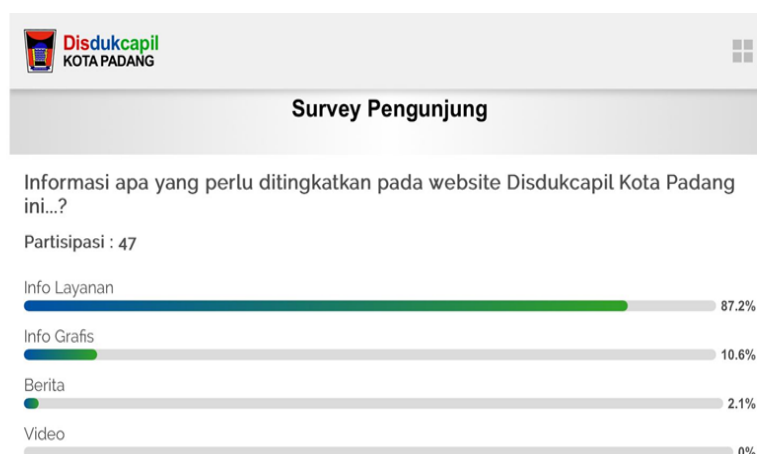 Disdukcapil
KOTA PADANG
Survey Pengunjung
Informasi apa yang perlu ditingkatkan pada website Disdukcapil Kota Padang
ini...?
Partisipasi : 47
Info Layanan
87.2%
Info Grafis
10.6%
Berita
2.1%
Video
0%